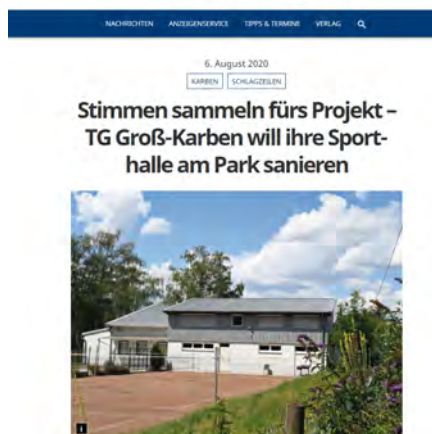 NACHRICHTEN ANZEIGENSERVICE TIPPS & TERMINE VERLAG
6. August 2020
KARBEN SCHLAGZEILEN
Stimmen sammeln fürs Projekt –
TG Groß-Karben will ihre Sport-
halle am Park sanieren